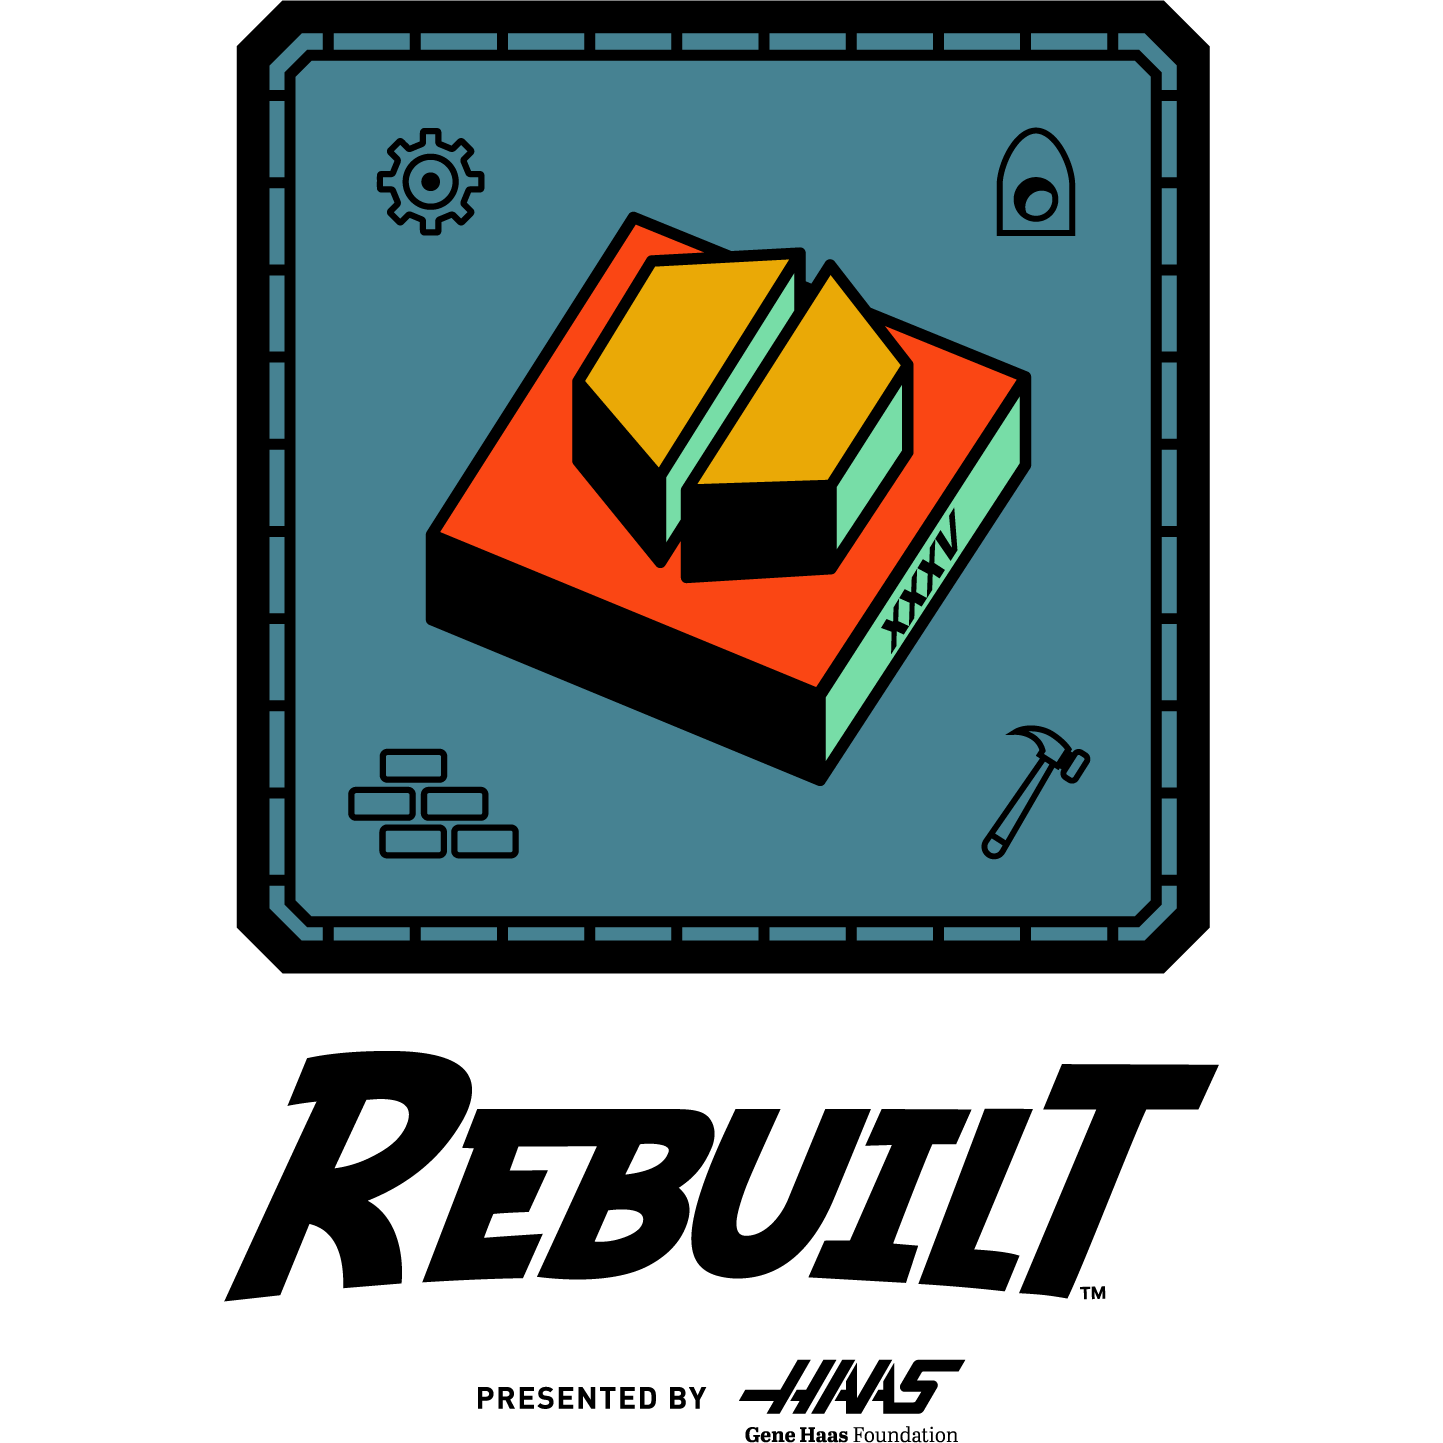 XXXV
REBUILT™
PRESENTED BY HAAS
Gene Haas Foundation